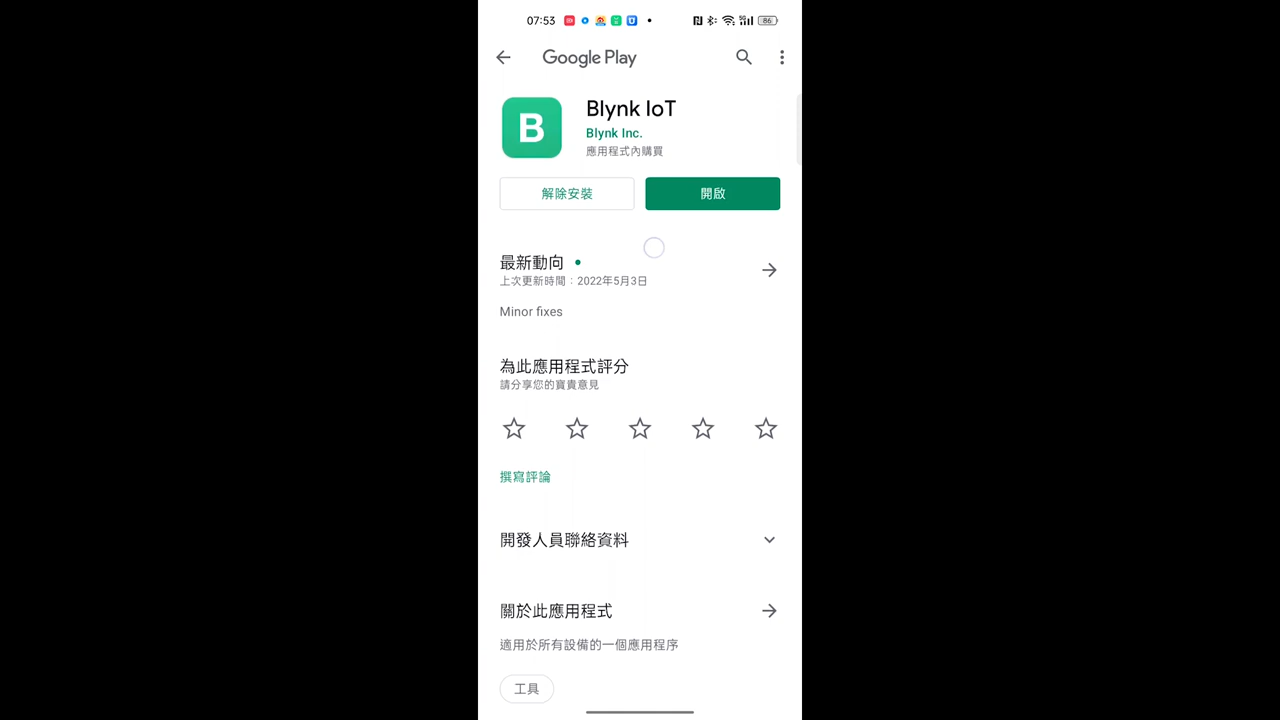 07:53
86
Google Play
B
Blynk IoT
Blynk Inc.
應用程式內購買
解除安裝
開啟
最新動向
上次更新時間：2022年5月3日
Minor fixes
為此應用程式評分
請分享您的寶貴意見
撰寫評論
開發人員聯絡資料
關於此應用程式
適用於所有設備的一個應用程序
工具